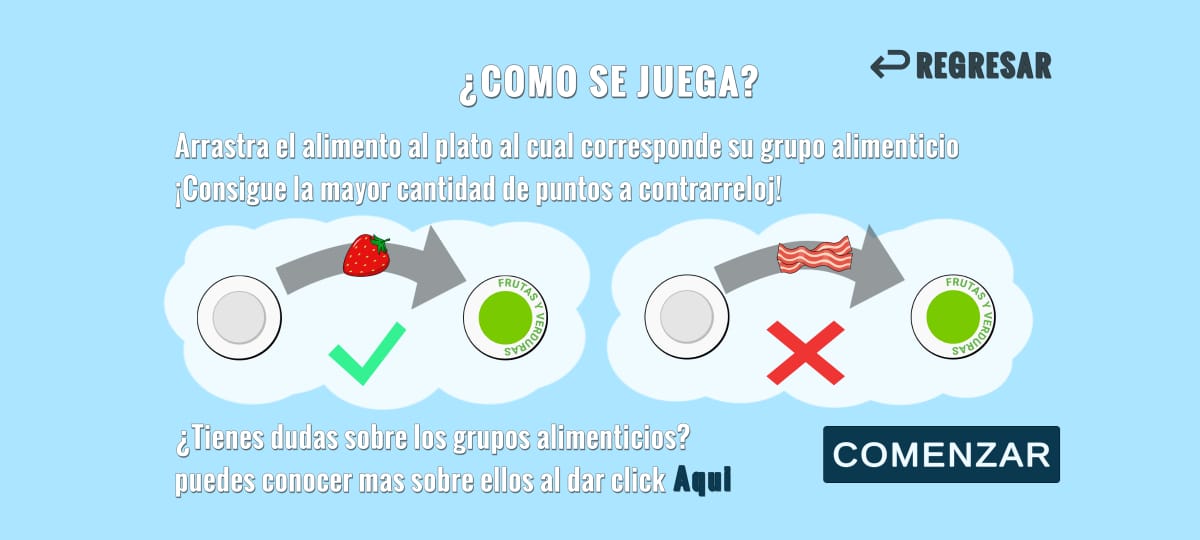 REGRESAR
¿COMO SE JUEGA?
Arrastra el alimento al plato al cual corresponde su grupo alimenticio
¡Consigue la mayor cantidad de puntos a contrarreloj!
FRUTAS Y VERDURAS
FRUTAS Y VERDURAS
¿Tienes dudas sobre los grupos alimenticios?
puedes conocer mas sobre ellos al dar click Aqui
COMENZAR